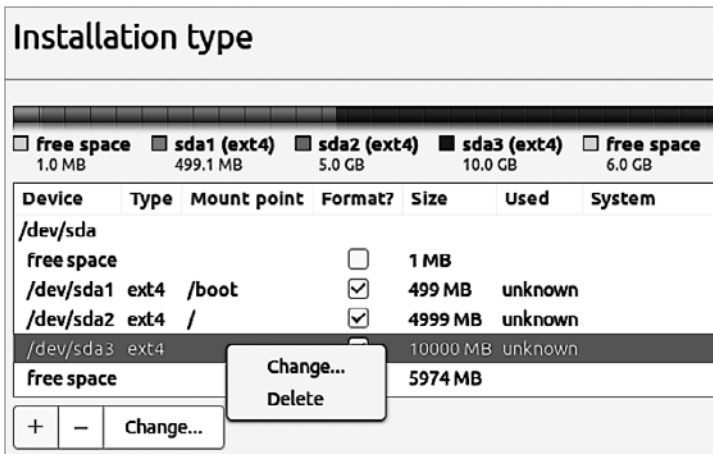 Installation type
free space sda1 (ext4) sda2 (ext4) sda3 (ext4) free space
1.0 MB 499.1 MB 5.0 GB 10.0 GB 6.0 GB
Device Type Mount point Format? Size Used System
/dev/sda
free space 1 MB
/dev/sda1 ext4 /boot 499 MB unknown
/dev/sda2 ext4 / 4999 MB unknown
/dev/sda3 ext4 10000 MB unknown
Change...
free space 5974 MB
Delete
+ − Change...